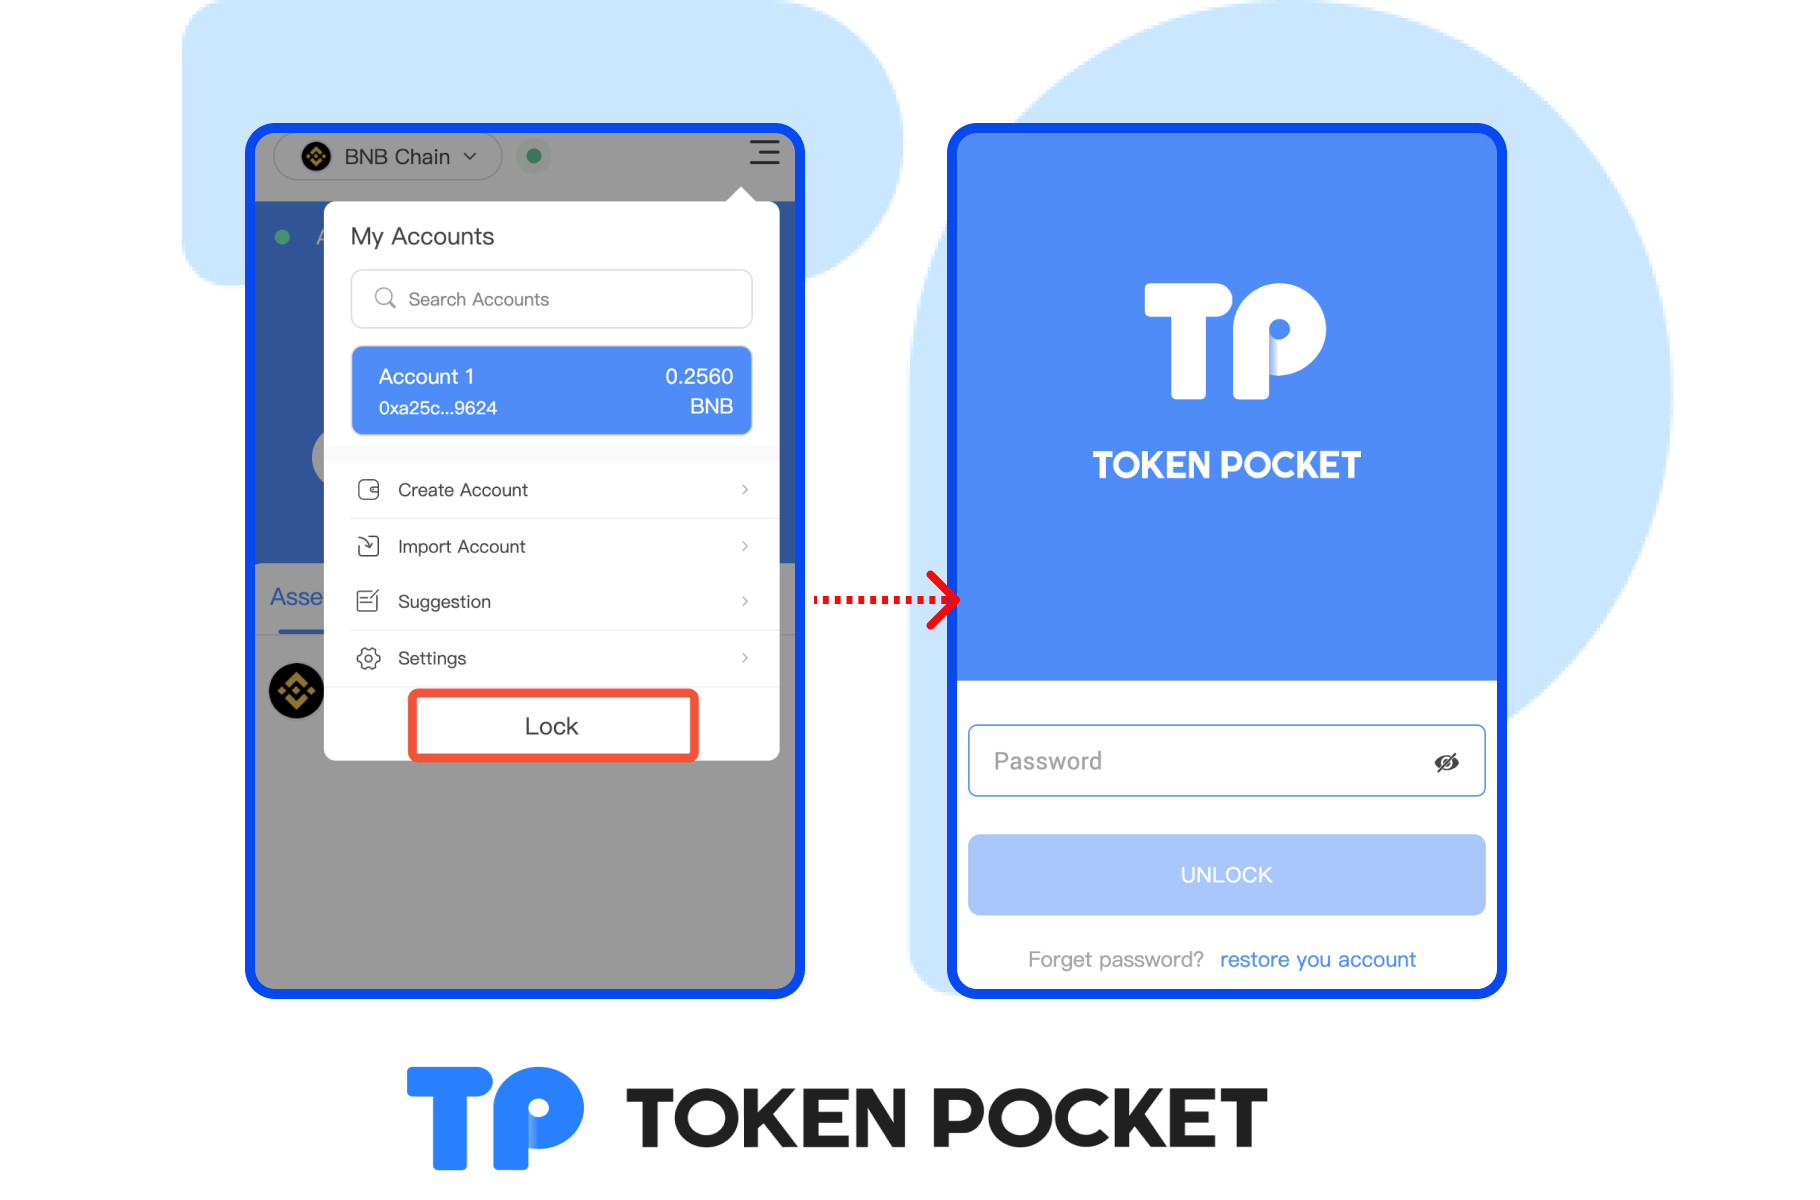 BNB Chain
A
My Accounts
Search Accounts
Account 1
0.2560
0xa25c...9624
BNB
Create Account
Import Account
Asse
Suggestion
Settings
Lock
TP
TOKEN POCKET
Password
UNLOCK
Forget password? restore you account
TP TOKEN POCKET